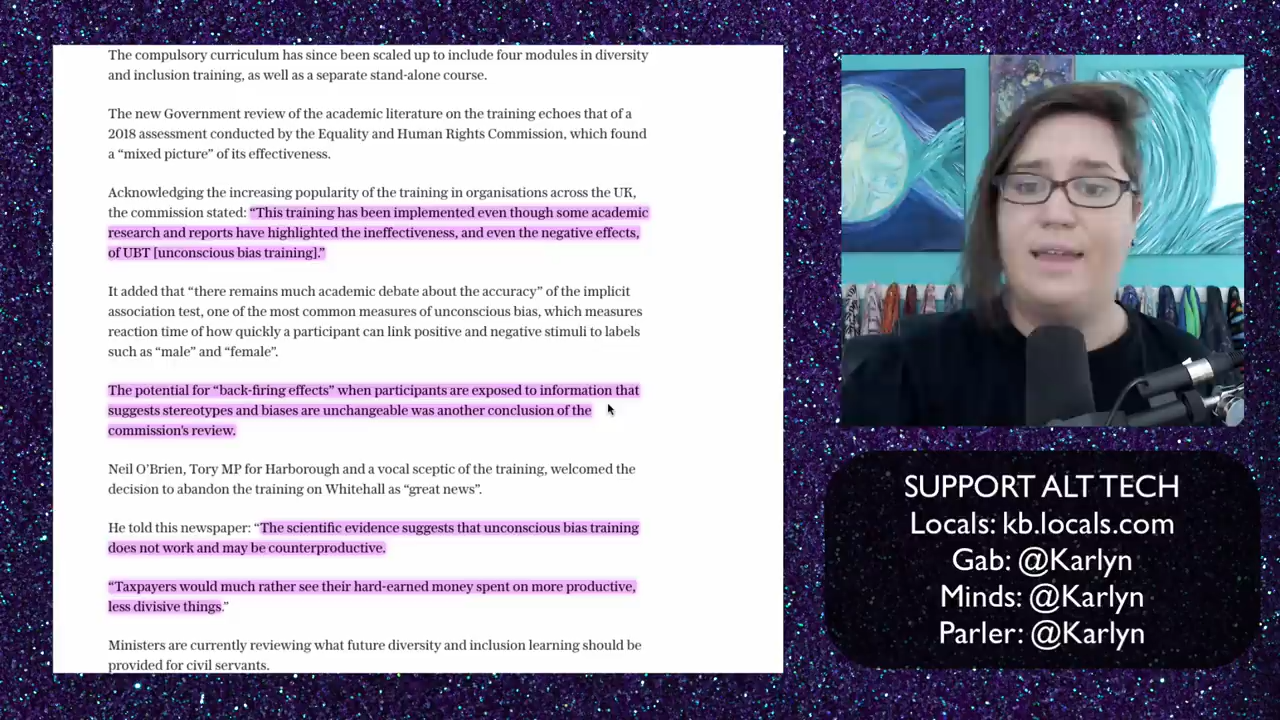 The compulsory curriculum has since been scaled up to include four modules in diversity
and inclusion training, as well as a separate stand-alone course.
The new Government review of the academic literature on the training echoes that of a
2018 assessment conducted by the Equality and Human Rights Commission, which found
a “mixed picture” of its effectiveness.
Acknowledging the increasing popularity of the training in organisations across the UK,
the commission stated: “This training has been implemented even though some academic
research and reports have highlighted the ineffectiveness, and even the negative effects,
of UBT [unconscious bias training].”
It added that “there remains much academic debate about the accuracy” of the implicit
association test, one of the most common measures of unconscious bias, which measures
reaction time of how quickly a participant can link positive and negative stimuli to labels
such as “male” and “female”.
The potential for “back-firing effects” when participants are exposed to information that
suggests stereotypes and biases are unchangeable was another conclusion of the
commission’s review.
Neil O’Brien, Tory MP for Harborough and a vocal sceptic of the training, welcomed the
decision to abandon the training on Whitehall as “great news”.
He told this newspaper: “The scientific evidence suggests that unconscious bias training
does not work and may be counterproductive.
“Taxpayers would much rather see their hard-earned money spent on more productive,
less divisive things.”
Ministers are currently reviewing what future diversity and inclusion learning should be
provided for civil servants.
SUPPORT ALT TECH
Locals: kb.locals.com
Gab: @Karlyn
Minds: @Karlyn
Parler: @Karlyn